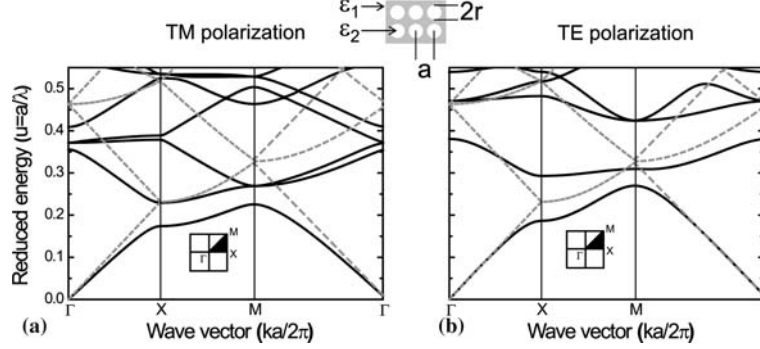 ε₁
ε₂
2r
a
TM polarization
TE polarization
Reduced energy (u=a/λ)
0.5
0.4
0.3
0.2
0.1
0.0
M
Γ
X
Γ
X
M
Γ
(a)
Wave vector (ka/2π)
M
Γ
X
Γ
X
M
(b)
Wave vector (ka/2π)